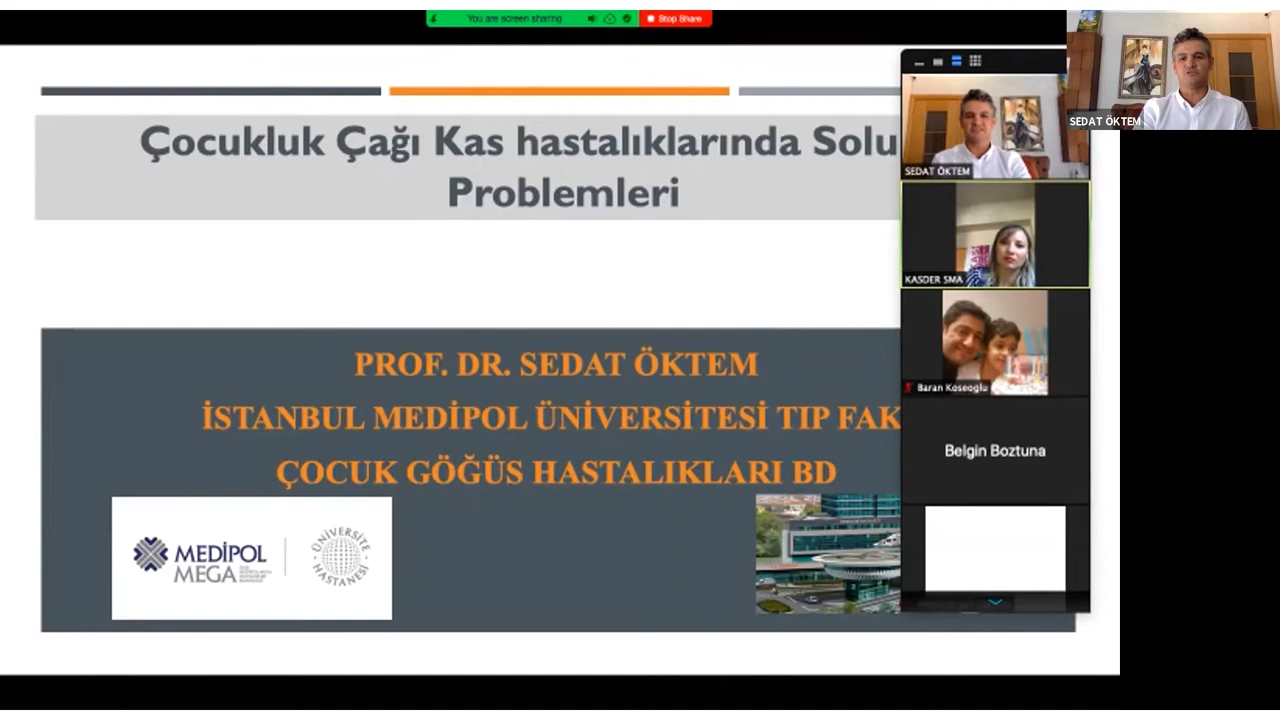 You are screen sharing
Stop Share
SEDAT ÖKTEM
Çocukluk Çağı Kas hastalıklarında Solu
Problemleri
PROF. DR. SEDAT ÖKTEM
İSTANBUL MEDİPOL ÜNİVERSİTESİ TIP FAK
ÇOCUK GÖĞÜS HASTALIKLARI BD
MEDİPOL
MEGA
ÜNİVERSİTE
HASTANESİ
SEDAT ÖKTEM
KASDER SMA
Baran Koseoglu
Belgin Boztuna